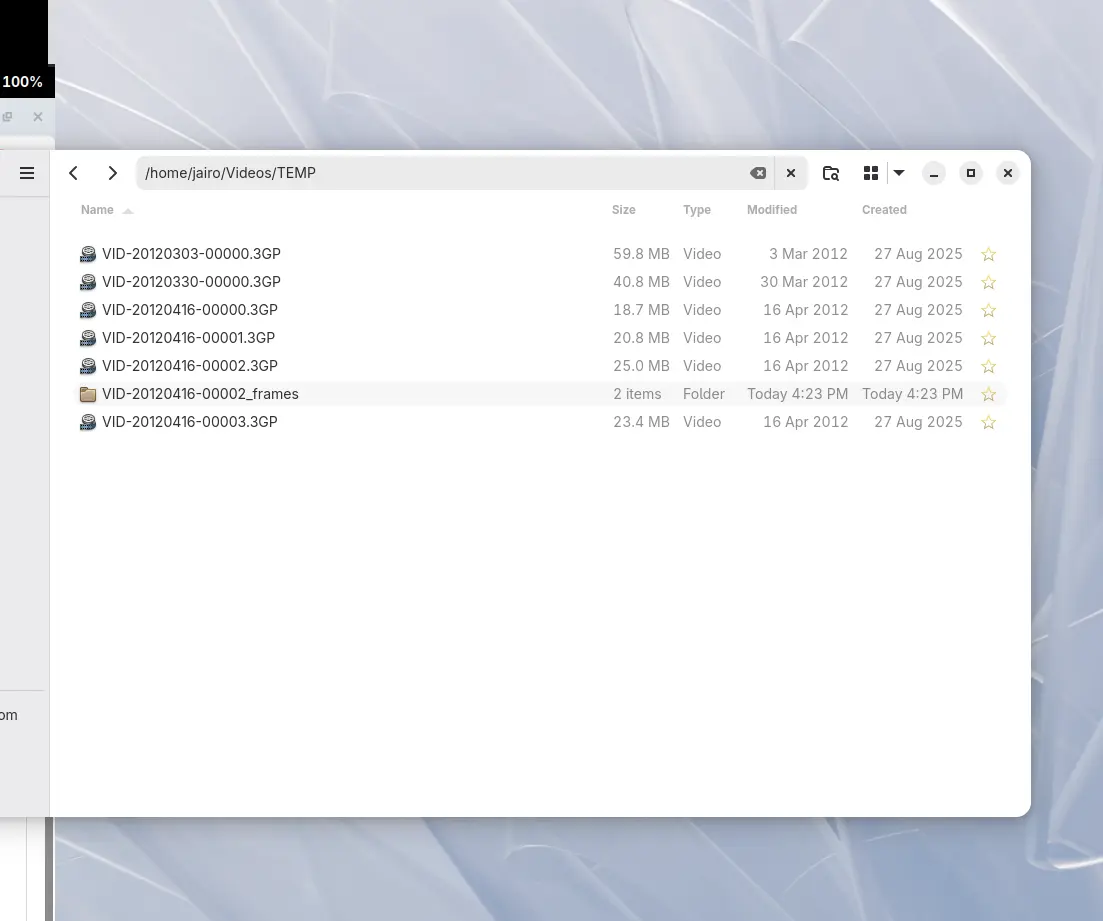 100%
/home/jairo/Videos/TEMP
Name Size Type Modified Created
VID-20120303-00000.3GP 59.8 MB Video 3 Mar 2012 27 Aug 2025
VID-20120330-00000.3GP 40.8 MB Video 30 Mar 2012 27 Aug 2025
VID-20120416-00000.3GP 18.7 MB Video 16 Apr 2012 27 Aug 2025
VID-20120416-00001.3GP 20.8 MB Video 16 Apr 2012 27 Aug 2025
VID-20120416-00002.3GP 25.0 MB Video 16 Apr 2012 27 Aug 2025
VID-20120416-00002_frames 2 items Folder Today 4:23 PM Today 4:23 PM
VID-20120416-00003.3GP 23.4 MB Video 16 Apr 2012 27 Aug 2025
om